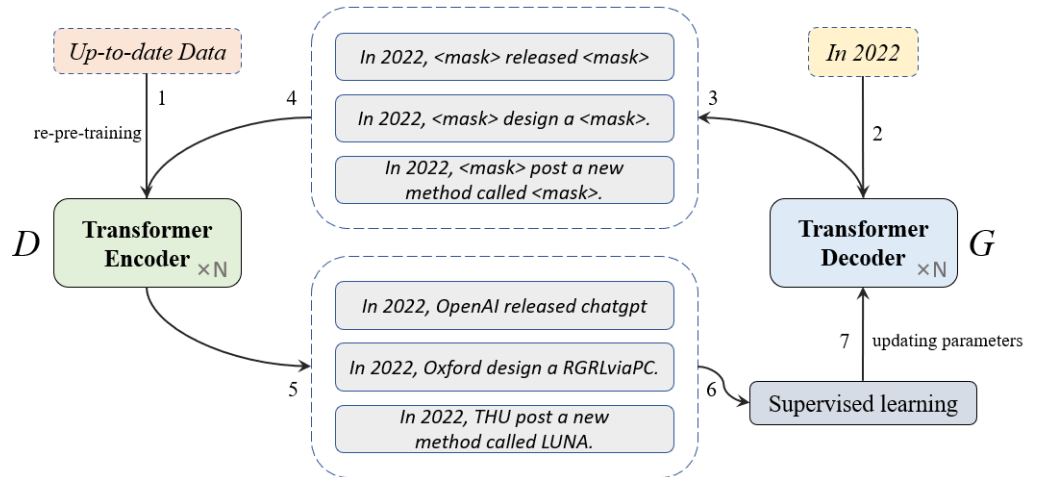 Up-to-date Data
1
re-pre-training
4
In 2022, <mask> released <mask>
In 2022, <mask> design a <mask>.
In 2022, <mask> post a new
method called <mask>.
3
In 2022
2
D
Transformer
Encoder ×N
Transformer
Decoder ×N
G
5
In 2022, OpenAI released chatgpt
In 2022, Oxford design a RGRLviaPC.
In 2022, THU post a new
method called LUNA.
6
7
updating parameters
Supervised learning